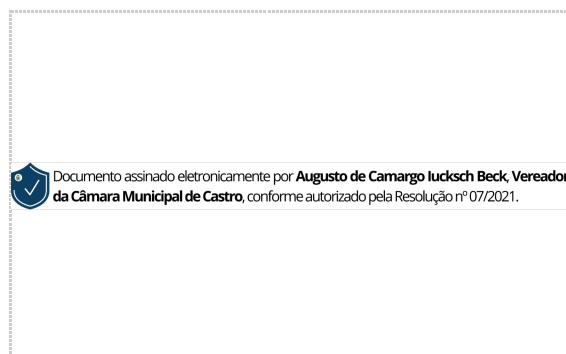 Documento assinado eletronicamente por Augusto de Camargo Iucksch Beck, Vereador
da Câmara Municipal de Castro, conforme autorizado pela Resolução nº 07/2021.